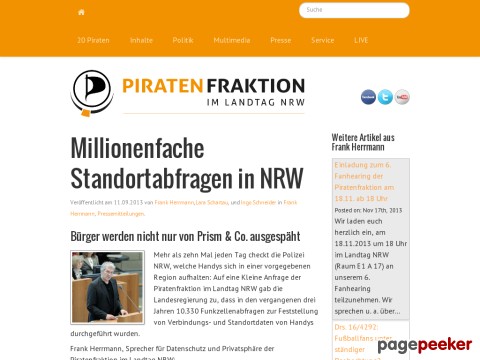 Suche
20 Piraten Inhalte Politik Multimedia Presse Service LIVE
PIRATENFRAKTION
IM LANDTAG NRW
Millionenfache
Standortabfragen in NRW
Veröffentlicht am 11.09.2013 von Frank Herrmann, Lara Schartau, und Ingo Schneider in Frank
Herrmann, Pressemitteilungen.
Bürger werden nicht nur von Prism & Co. ausgespäht
Mehr als zehn Mal jeden Tag checkt die Polizei
NRW, welche Handys sich in einer vorgegebenen
Region aufhalten: Auf eine Kleine Anfrage der
Piratenfraktion im Landtag NRW gab die
Landesregierung zu, dass in den vergangenen drei
Jahren 10.330 Funkzellenabfragen zur Feststellung
von Verbindungs- und Standortdaten von Handys
durchgeführt wurden.
Frank Herrmann, Sprecher für Datenschutz und Privatsphäre der
Piratenfraktion im Landtag NRW:
Weitere Artikel aus
Frank Herrmann
Einladung zum 6.
Fanhearing der
Piratenfraktion am
18.11. ab 18 Uhr
Posted on: Nov 17th, 2013
Wir laden euch
herzlich ein, am
18.11.2013 um 18 Uhr
im Landtag NRW
(Raum E1 A 17) an
unserem 6.
Fanhearing
teilzunehmen. Wir
sprechen u. a. über...
Drs. 16/4292:
Fußballfans unter
ständiger
pagepeeker